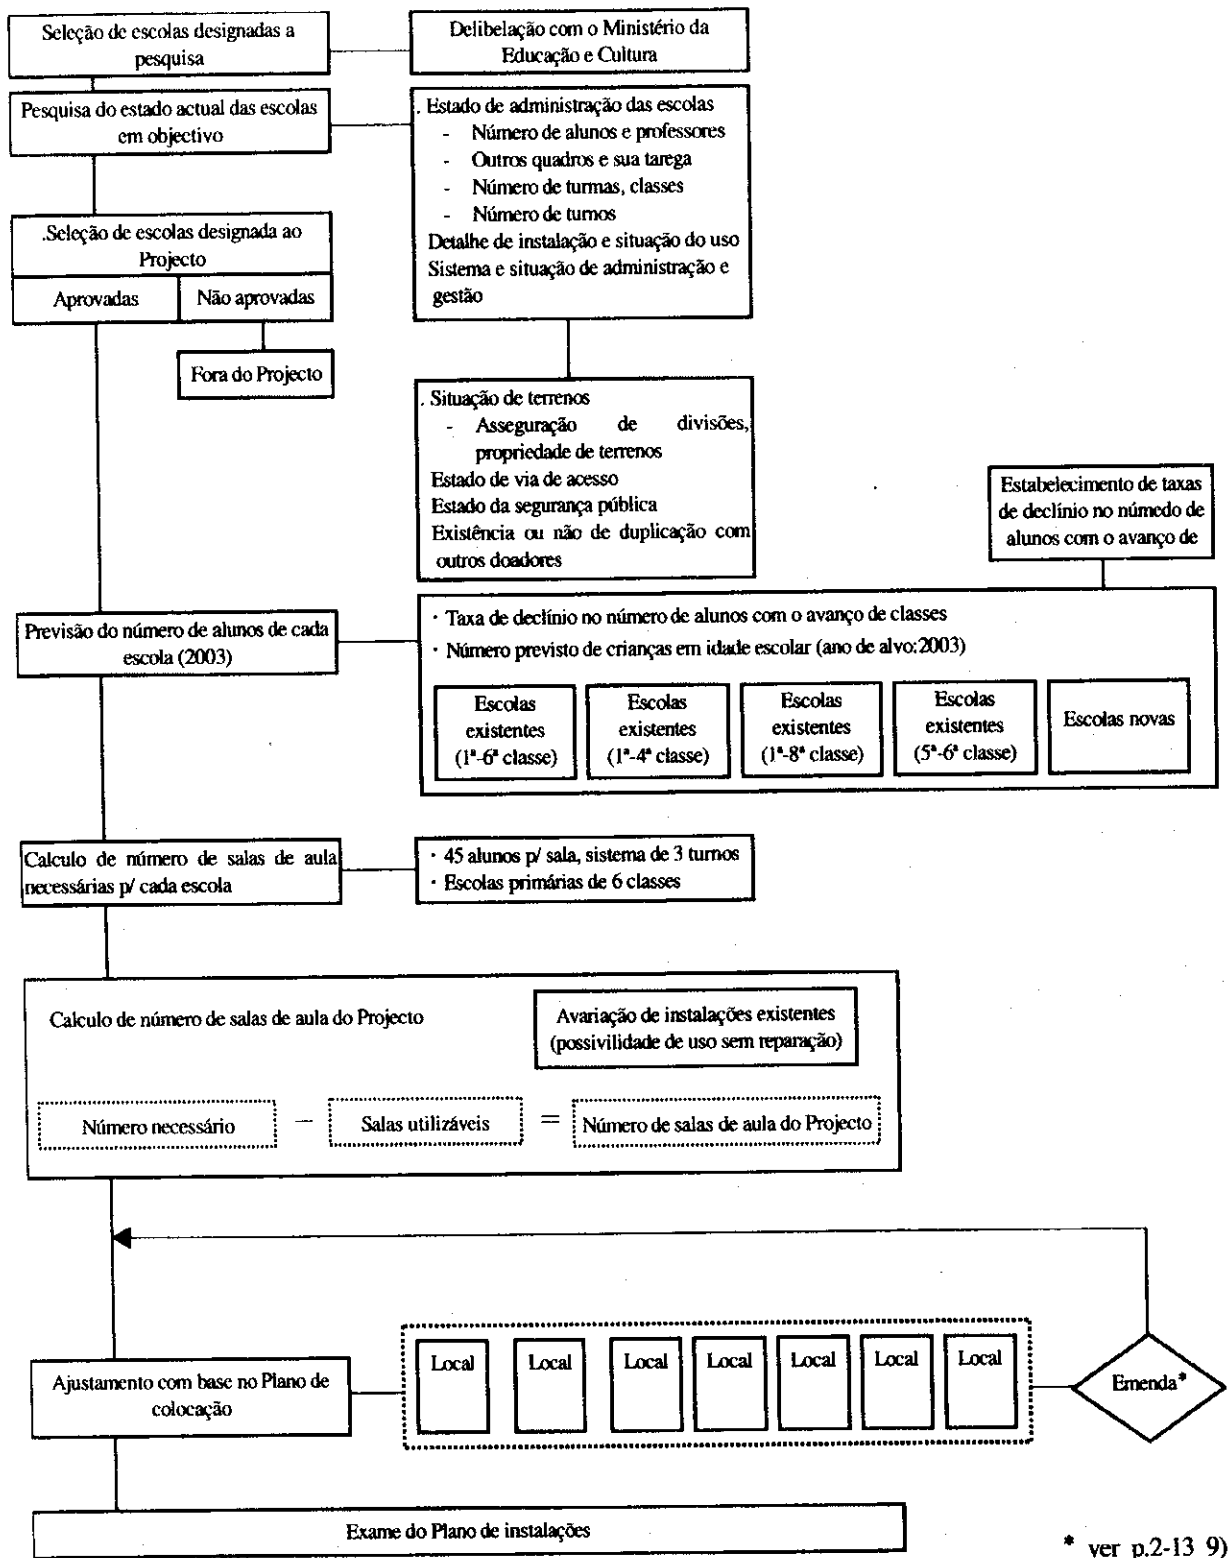 Seleção de escolas designadas a
pesquisa
Delibelação com o Ministério da
Educação e Cultura
Pesquisa do estado actual das escolas
em objectivo
. Estado de administração das escolas
- Número de alunos e professores
- Outros quadros e sua tarega
- Número de turmas, classes
- Número de turnos
Detalhe de instalação e situação do uso
Sistema e situação de administração e
gestão
.Seleção de escolas designada ao
Projecto
Aprovadas
Não aprovadas
Fora do Projecto
. Situação de terrenos
- Asseguração de divisões,
propriedade de terrenos
Estado de via de acesso
Estado da segurança pública
Existência ou não de duplicação com
outros doadores
Estabelecimento de taxas
de declínio no númedo de
alunos com o avanço de
Previsão do número de alunos de cada
escola (2003)
· Taxa de declínio no número de alunos com o avanço de classes
· Número previsto de crianças em idade escolar (ano de alvo:2003)
Escolas
existentes
(1ª-6ª classe)
Escolas
existentes
(1ª-4ª classe)
Escolas
existentes
(1ª-8ª classe)
Escolas
existentes
(5ª-6ª classe)
Escolas novas
Calculo de número de salas de aula
necessárias p/ cada escola
· 45 alunos p/ sala, sistema de 3 turnos
· Escolas primárias de 6 classes
Calculo de número de salas de aula do Projecto
Avariação de instalações existentes
(possivilidade de uso sem reparação)
Número necessário − Salas utilizáveis = Número de salas de aula do Projecto
Ajustamento com base no Plano de
colocação
Local Local Local Local Local Local Local
Emenda*
Exame do Plano de instalações
* ver p.2-13 9)